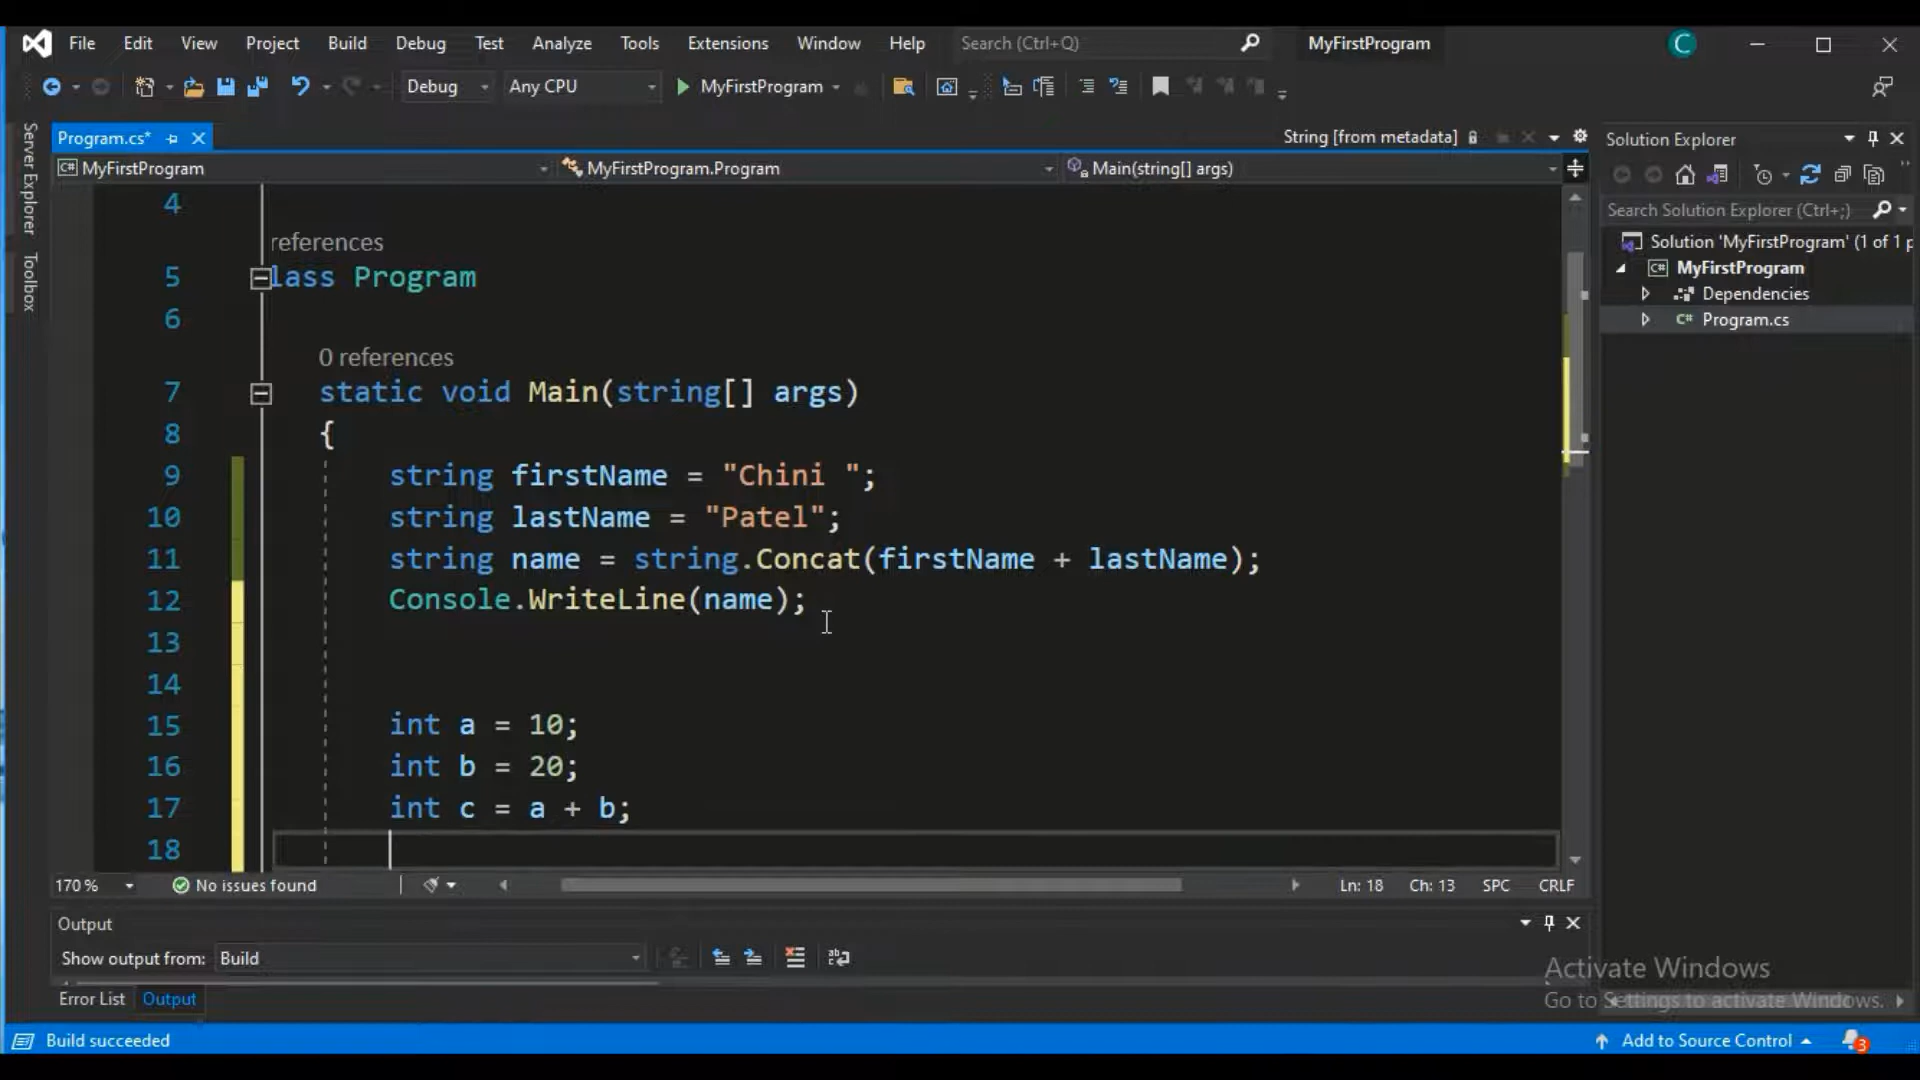 File Edit View Project Build Debug Test Analyze Tools Extensions Window Help Search (Ctrl+Q) MyFirstProgram C
Debug Any CPU MyFirstProgram
Server Explorer
Toolbox
Program.cs* String [from metadata]
MyFirstProgram MyFirstProgram.Program Main(string[] args)
4
references
5 lass Program
6
0 references
7 static void Main(string[] args)
8 {
9 string firstName = "Chini ";
10 string lastName = "Patel";
11 string name = string.Concat(firstName + lastName);
12 Console.WriteLine(name);
13
14
15 int a = 10;
16 int b = 20;
17 int c = a + b;
18
170 % No issues found Ln: 18 Ch: 13 SPC CRLF
Output
Show output from: Build
Error List Output
Solution Explorer
Search Solution Explorer (Ctrl+;)
Solution 'MyFirstProgram' (1 of 1 p
MyFirstProgram
Dependencies
Program.cs
Activate Windows
Go to Settings to activate Windows.
Build succeeded Add to Source Control 3